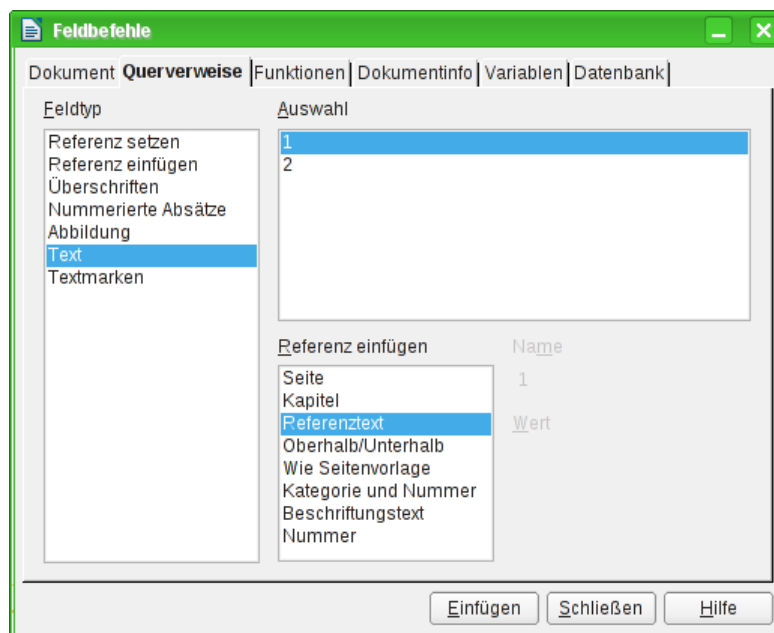 Feldbefehle
Dokument Querverweise Funktionen Dokumentinfo Variablen Datenbank
Feldtyp
Referenz setzen
Referenz einfügen
Überschriften
Nummerierte Absätze
Abbildung
Text
Textmarken
Auswahl
1
2
Referenz einfügen
Seite
Kapitel
Referenztext
Oberhalb/Unterhalb
Wie Seitenvorlage
Kategorie und Nummer
Beschriftungstext
Nummer
Name
1
Wert
Einfügen Schließen Hilfe